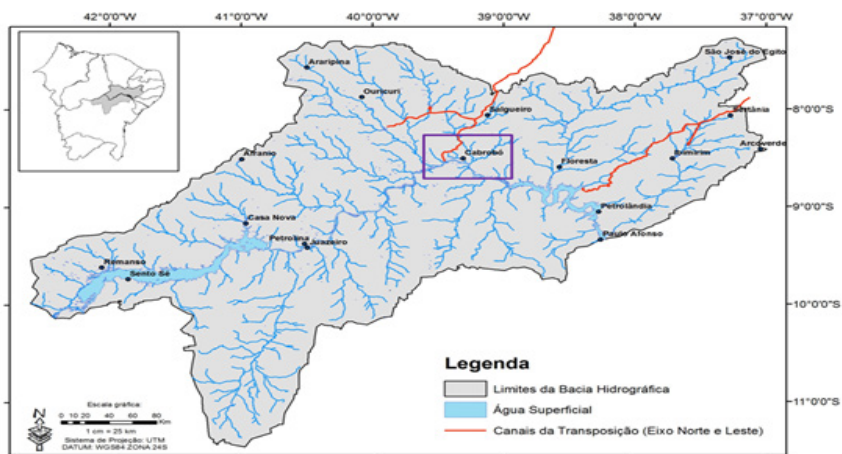 42°0'0"O 41°0'0"O 40°0'0"O 39°0'0"O 38°0'0"O 37°0'0"O
São José do Egito
Araripina
Ouricuri
Salgueiro
8°0'0"S
Sertânia
Afranio
Cabrobó
Floresta
Ibimirim
Arcoverde
9°0'0"S
Casa Nova
Petrolândia
Petrolina
Juazeiro
Paulo Afonso
Remanso
Sento Sé
10°0'0"S
Legenda
Limites da Bacia Hidrográfica
Água Superficial
Canais da Transposição (Eixo Norte e Leste)
11°0'0"S
Escala gráfica:
0 10 20 40 60 80
Km
1 cm = 25 km
N
Sistema de Projeção: UTM
DATUM: WGS84 ZONA 24S